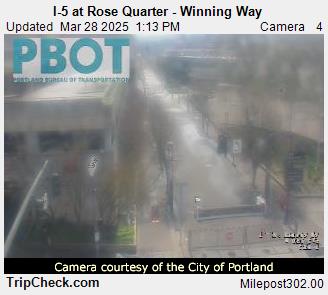 I-5 at Rose Quarter - Winning Way
Updated Mar 28 2025 1:13 PM Camera 4
PBOT
PORTLAND BUREAU OF TRANSPORTATION
Camera courtesy of the City of Portland
TripCheck.com Milepost302.00